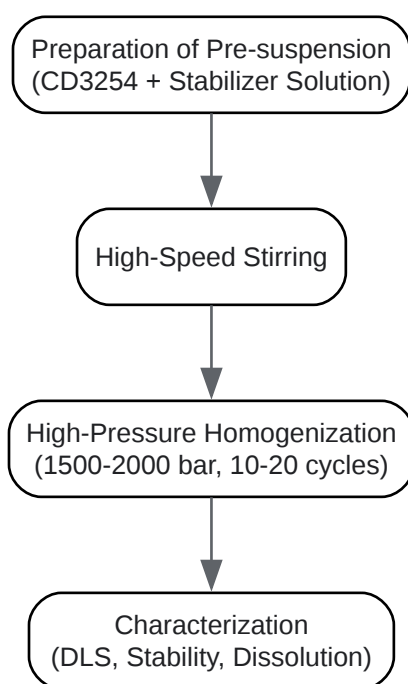 Preparation of Pre-suspension
(CD3254 + Stabilizer Solution)
High-Speed Stirring
High-Pressure Homogenization
(1500-2000 bar, 10-20 cycles)
Characterization
(DLS, Stability, Dissolution)